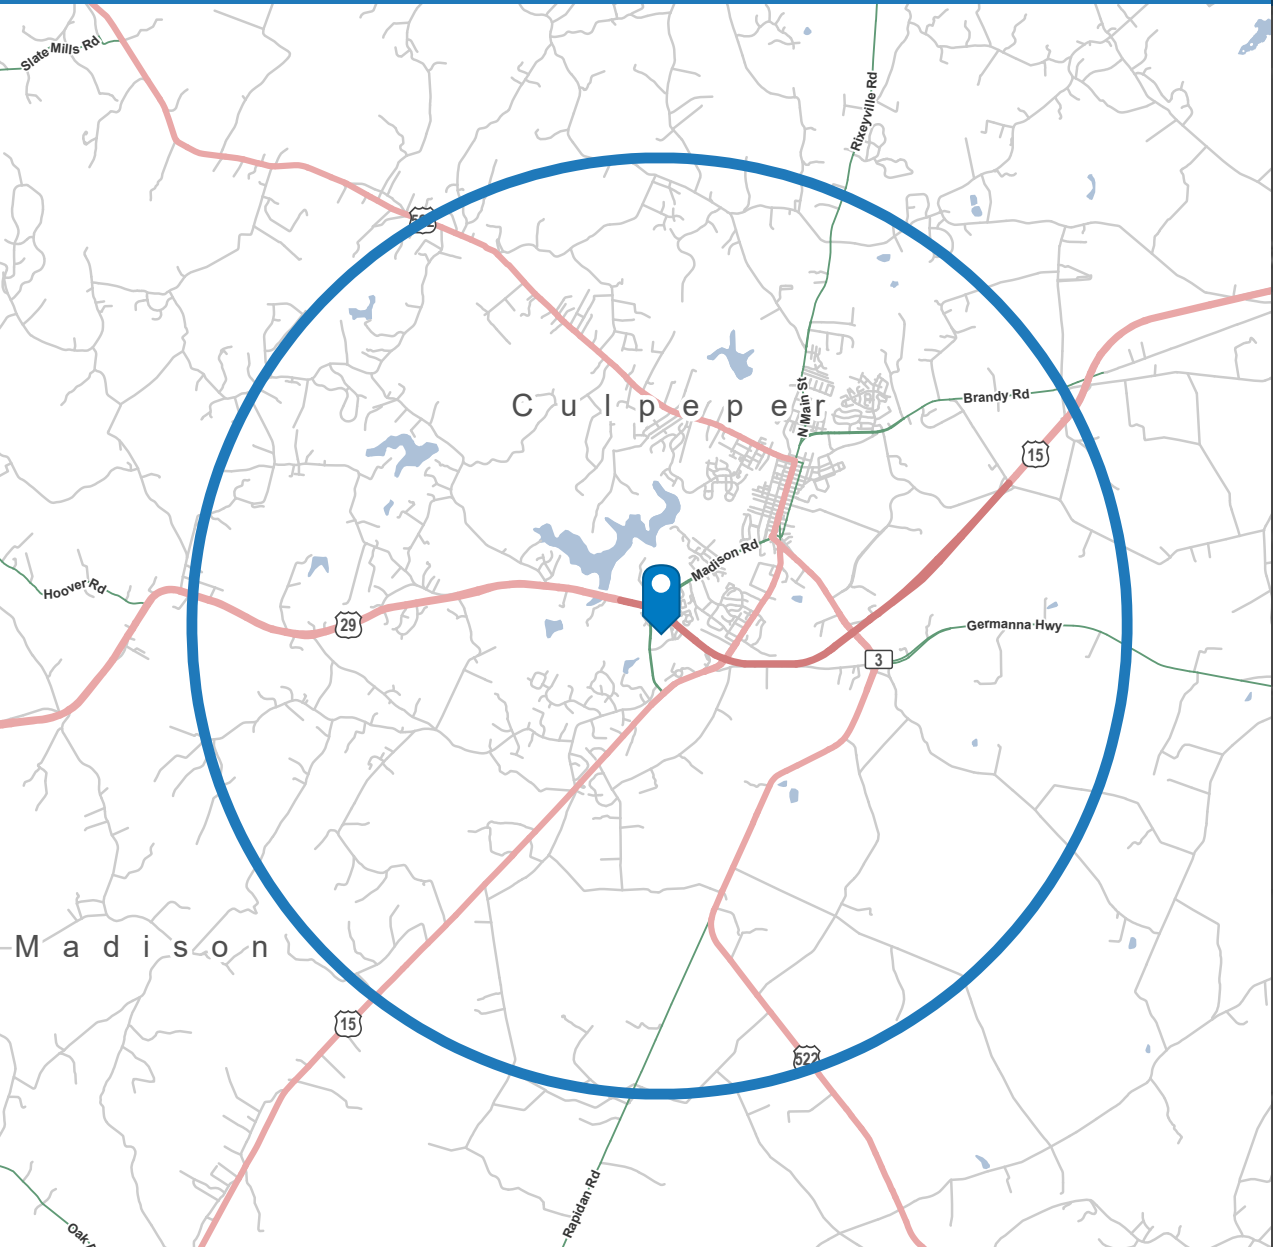 Slate Mills Rd
Rixeyville Rd
522
Culpeper
N Main St
Brandy Rd
15
Madison Rd
Hoover Rd
29
Germanna Hwy
3
Madison
15
522
Rapidan Rd